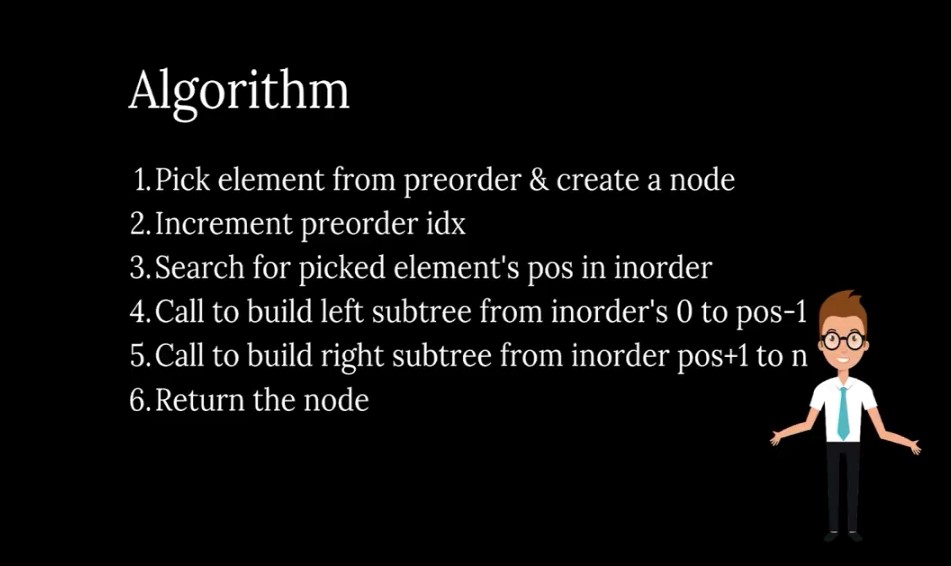 Algorithm
1. Pick element from preorder & create a node
2. Increment preorder idx
3. Search for picked element's pos in inorder
4. Call to build left subtree from inorder's 0 to pos-1
5. Call to build right subtree from inorder pos+1 to n
6. Return the node